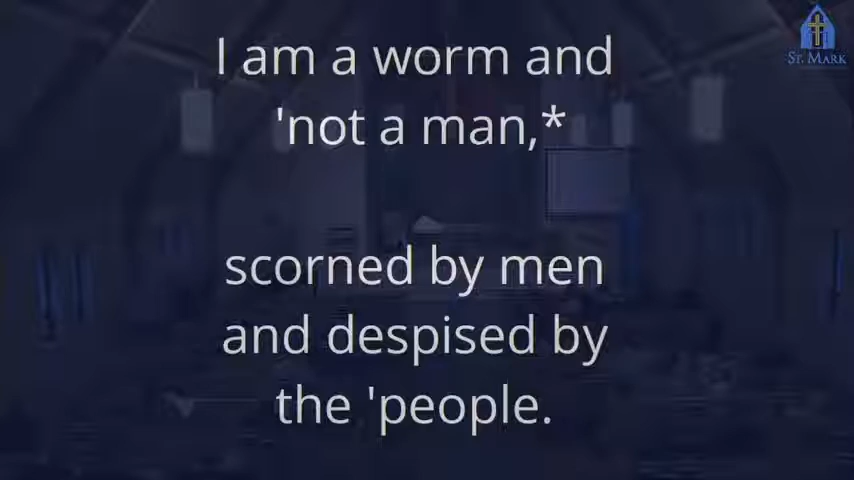 I am a worm and
'not a man,*
scorned by men
and despised by
the 'people.
St. Mark